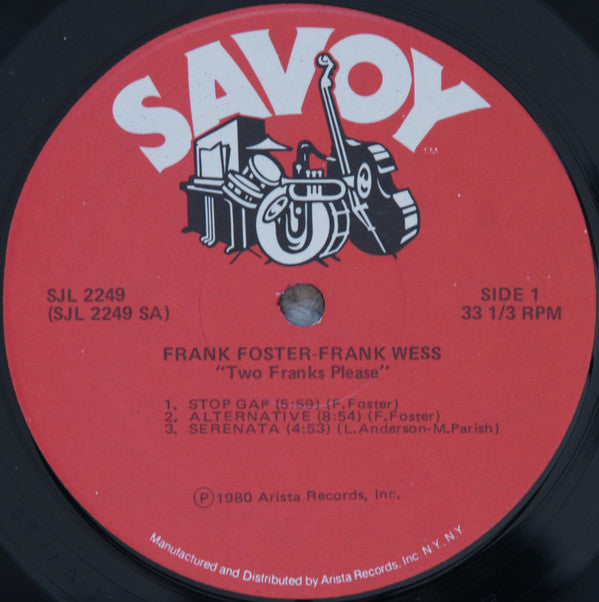 SAVOY
TM
SJL 2249
(SJL 2249 SA)
SIDE 1
33 1/3 RPM
FRANK FOSTER-FRANK WESS
"Two Franks Please"
1. STOP GAP (5:59) (F.Foster)
2. ALTERNATIVE (8:54) (F.Foster)
3. SERENATA (4:53) (L.Anderson-M.Parish)
Ⓟ1980 Arista Records, Inc.
Manufactured and Distributed by Arista Records, Inc N.Y., N.Y